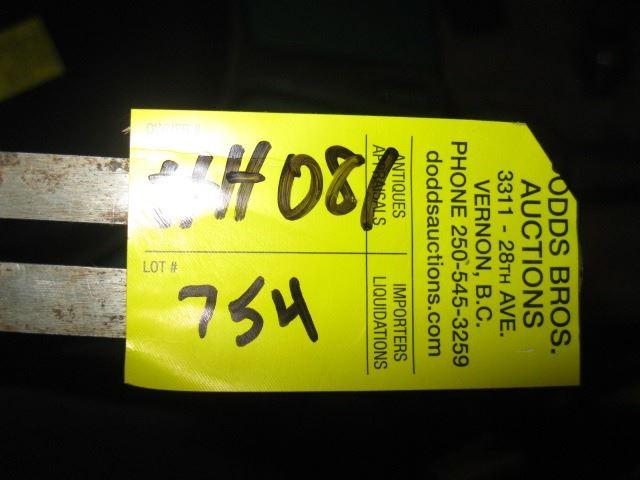 ODDS BROS.
AUCTIONS
3311 - 28TH AVE.
VERNON, B.C.
PHONE 250-545-3259
doddsauctions.com
ANTIQUES
APPRAISALS
IMPORTERS
LIQUIDATIONS
OWNER #
HH081
LOT #
754